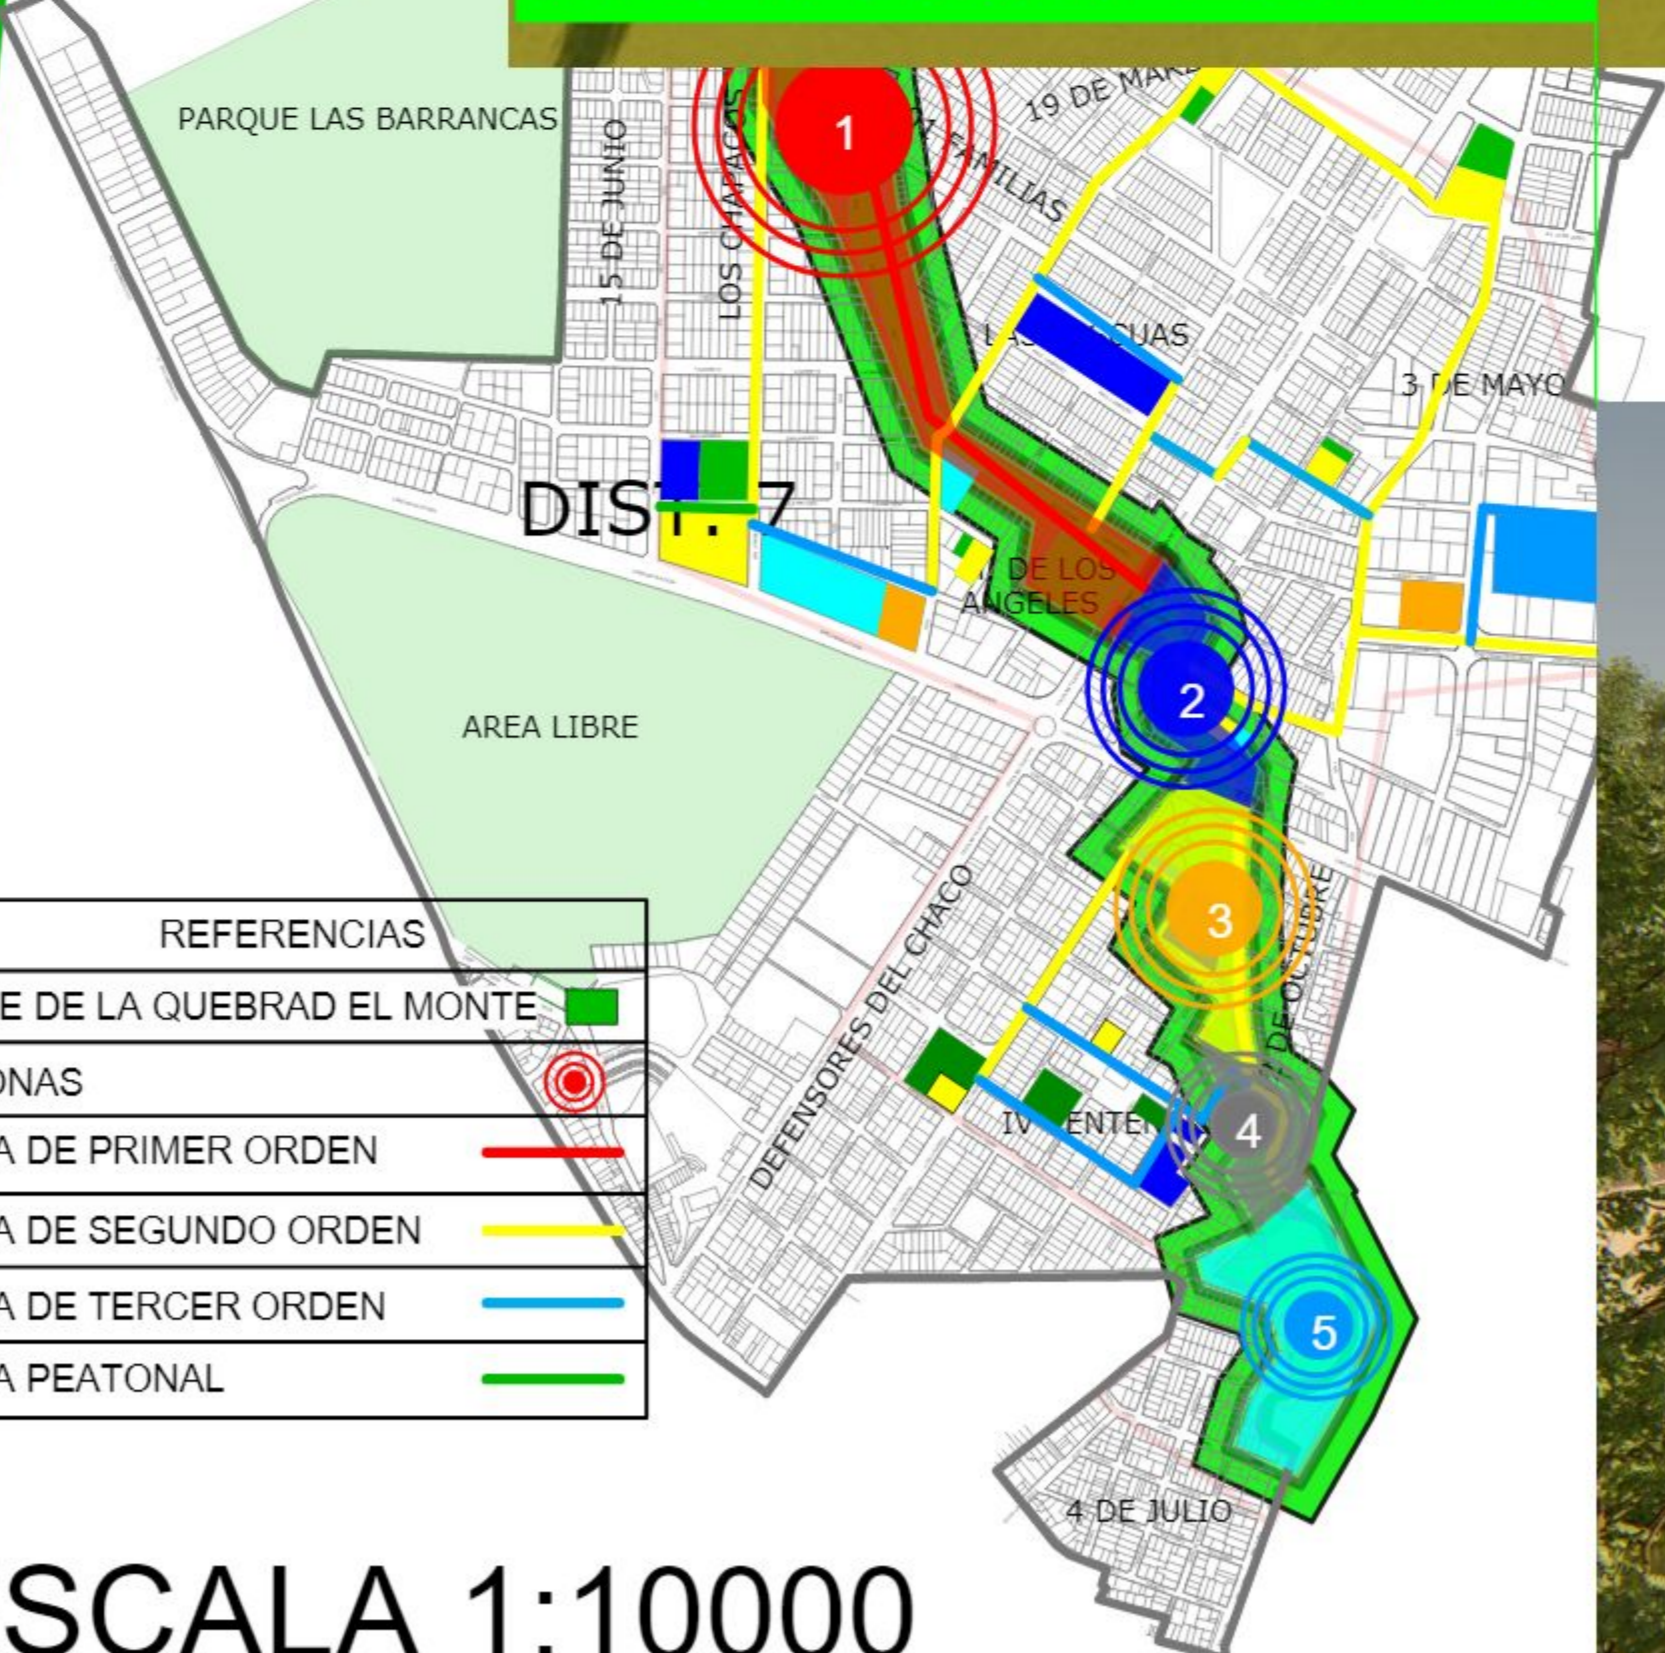 19 DE MARZ
PARQUE LAS BARRANCAS
1
15 DE JUNIO
LOS CHAPACOS
FAMILIAS
3 DE MAYO
DIST. 7
DE LOS
ANGELES
2
AREA LIBRE
3
DE OCTUBRE
DEFENSORES DEL CHACO
REFERENCIAS
E DE LA QUEBRAD EL MONTE
ONAS
A DE PRIMER ORDEN
A DE SEGUNDO ORDEN
A DE TERCER ORDEN
A PEATONAL
4
5
4 DE JULIO
SCALA 1:10000